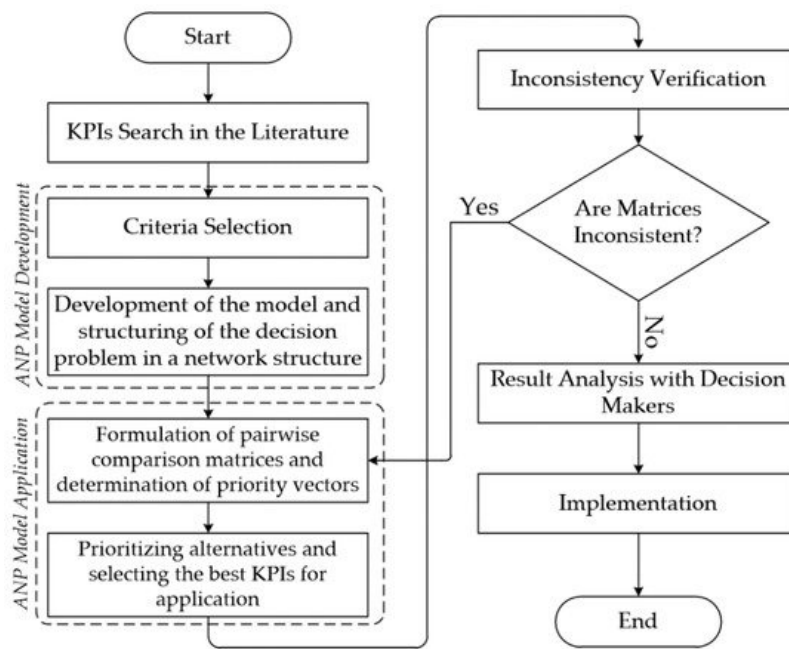 Start
KPIs Search in the Literature
ANP Model Development
Criteria Selection
Development of the model and
structuring of the decision
problem in a network structure
ANP Model Application
Formulation of pairwise
comparison matrices and
determination of priority vectors
Prioritizing alternatives and
selecting the best KPIs for
application
Inconsistency Verification
Are Matrices
Inconsistent?
Yes
No
Result Analysis with Decision
Makers
Implementation
End